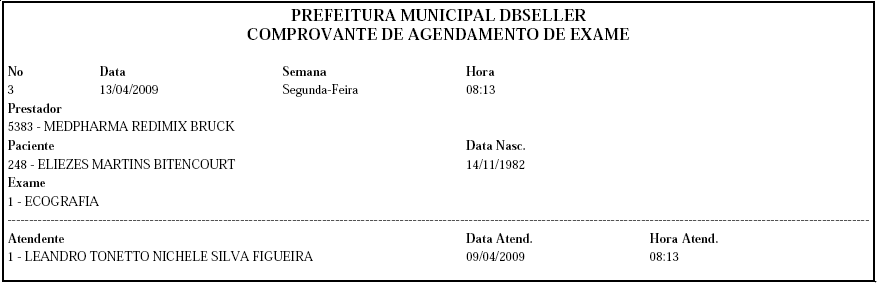 PREFEITURA MUNICIPAL DBSELLER
COMPROVANTE DE AGENDAMENTO DE EXAME
No Data Semana Hora
3 13/04/2009 Segunda-Feira 08:13
Prestador
5383 - MEDPHARMA REDIMIX BRUCK
Paciente Data Nasc.
248 - ELIEZES MARTINS BITENCOURT 14/11/1982
Exame
1 - ECOGRAFIA
Atendente Data Atend. Hora Atend.
1 - LEANDRO TONETTO NICHELE SILVA FIGUEIRA 09/04/2009 08:13